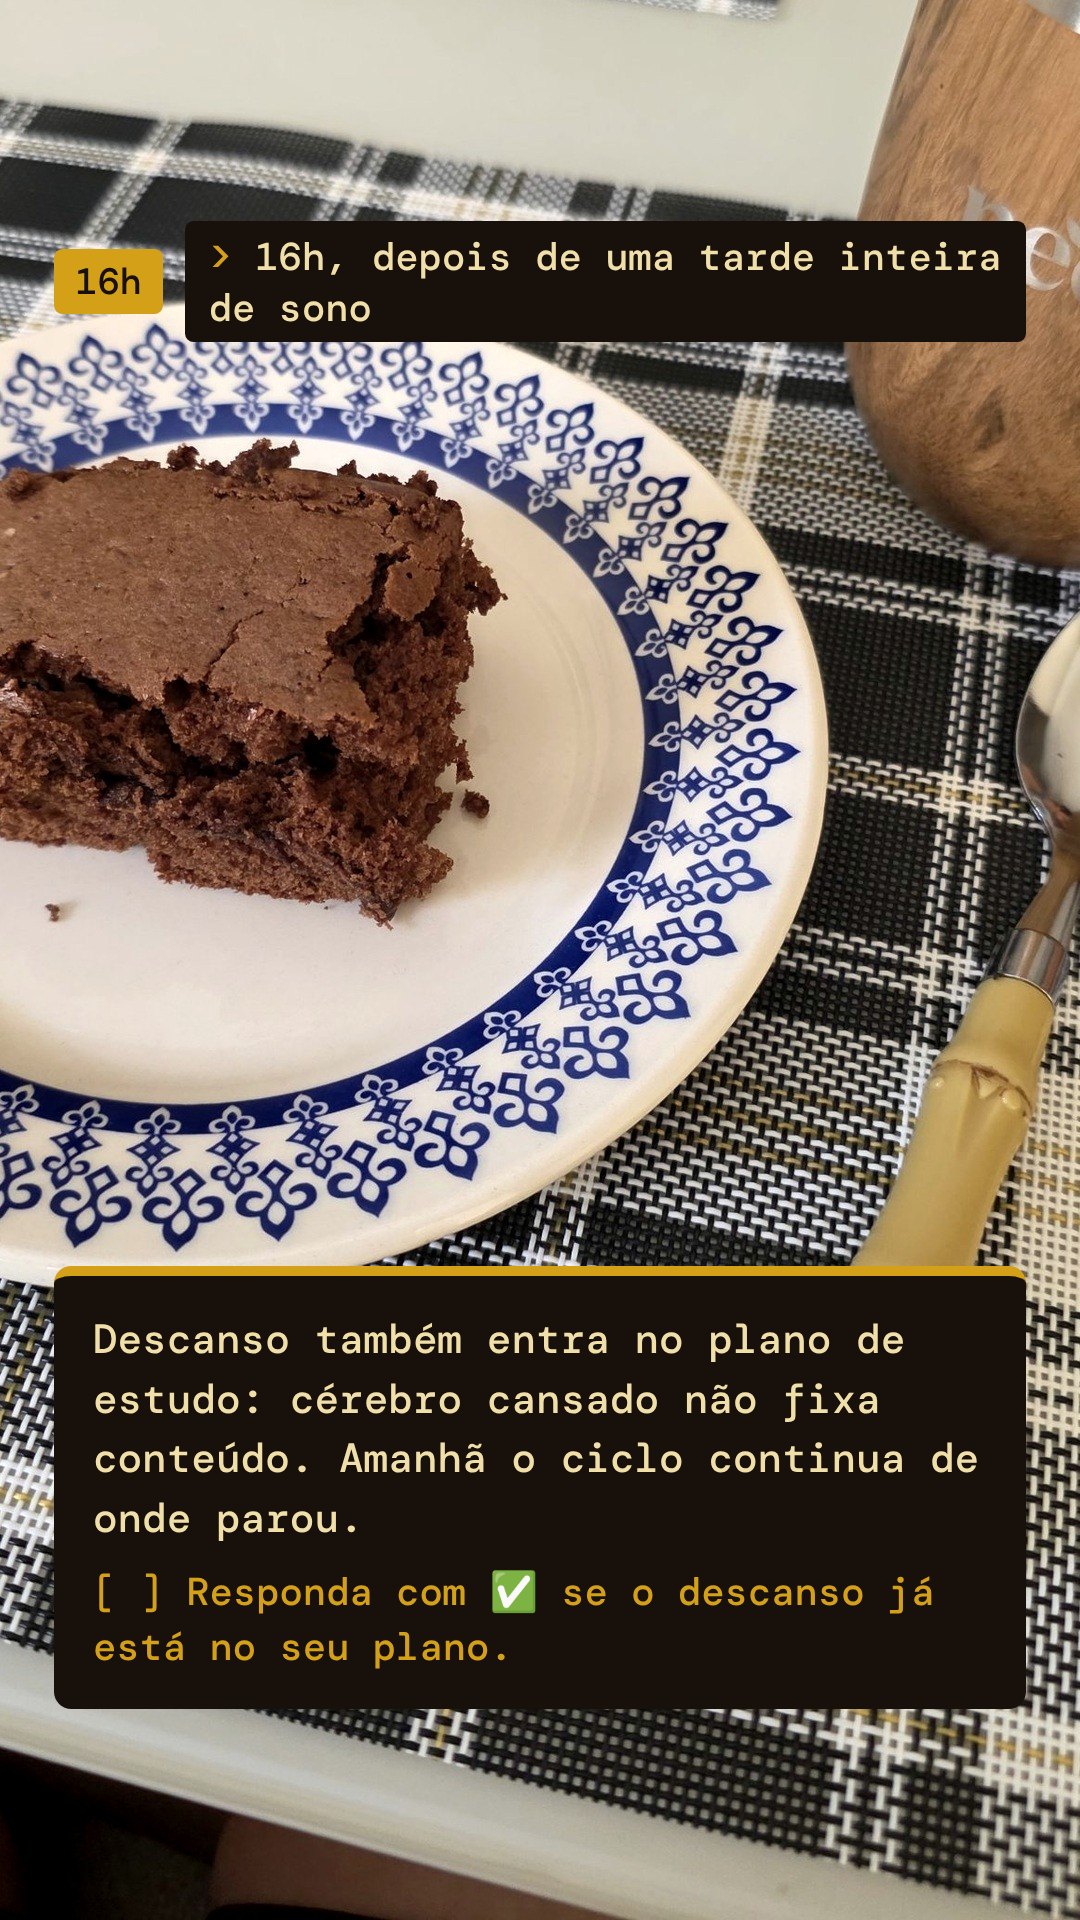 16h
> 16h, depois de uma tarde inteira
de sono
Descanso também entra no plano de
estudo: cérebro cansado não fixa
conteúdo. Amanhã o ciclo continua de
onde parou.
[ ] Responda com ✅ se o descanso já
está no seu plano.